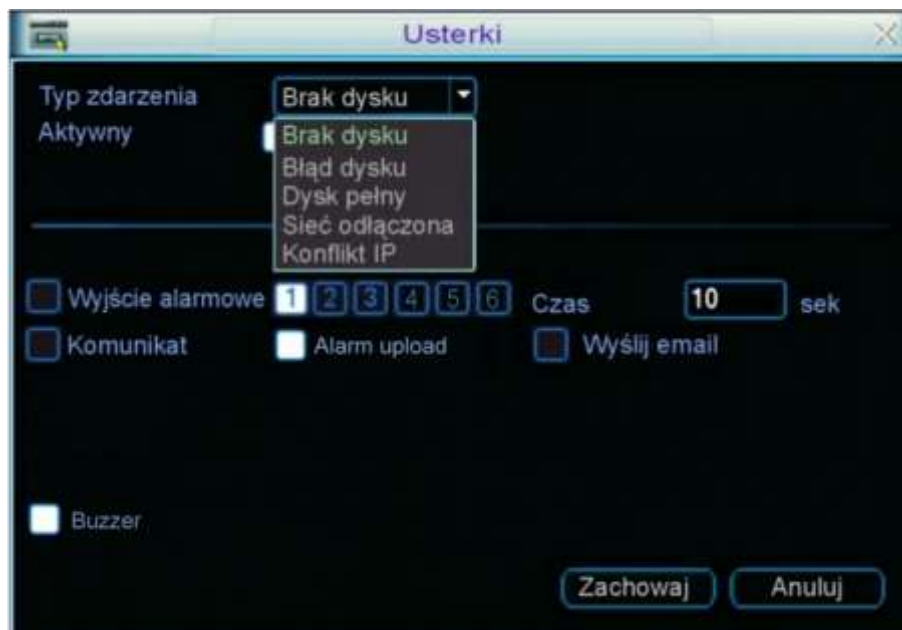 Usterki
Typ zdarzenia Brak dysku
Aktywny Brak dysku
Błąd dysku
Dysk pełny
Sieć odłączona
Konflikt IP
Wyjście alarmowe 1 2 3 4 5 6 Czas 10 sek
Komunikat Alarm upload Wyślij email
Buzzer
Zachowaj Anuluj